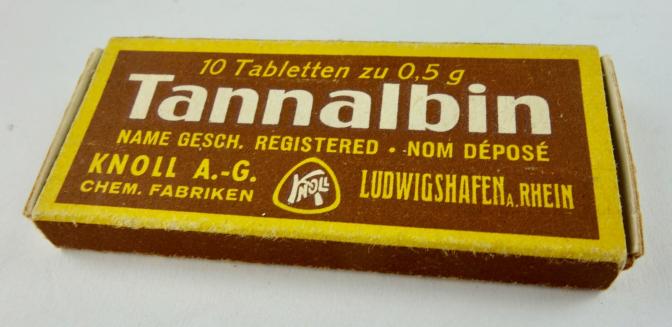 10 Tabletten zu 0,5 g
Tannalbin
NAME GESCH. REGISTERED • NOM DÉPOSÉ
KNOLL A.-G.
CHEM. FABRIKEN
KNOLL
LUDWIGSHAFEN A. RHEIN